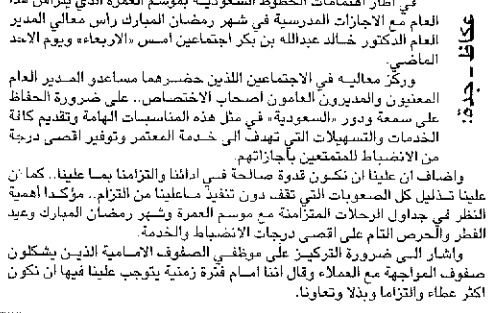 عكاظ - جدة:
في اطار اهتمامات الخطوط السعودية بموسم العمرة الذي يتزامن هذا
العام مع الاجازات المدرسية في شهر رمضان المبارك رأس معالي المدير
العام الدكتور خالد عبدالله بن بكر اجتماعين امس «الاربعاء» ويوم الاحد
الماضي.
وركز معاليه في الاجتماعين اللذين حضرهما مساعدو المدير العام
المعنيون والمديرون العامون اصحاب الاختصاص.. على ضرورة الحفاظ
على سمعة ودور «السعودية» في مثل هذه المناسبات الهامة وتقديم كافة
الخدمات والتسهيلات التي تهدف الى خدمة المعتمر وتوفير اقصى درجة
من الانضباط للمتمتعين بأجازاتهم.
واضاف ان علينا ان نكون قدوة صالحة في ادائنا والتزامنا بما علينا.. كما ان
علينا تذليل كل الصعوبات التي تقف دون تنفيذ ماعلينا من التزام.. مؤكدا أهمية
النظر في جداول الرحلات المتزامنة مع موسم العمرة وشهر رمضان المبارك وعيد
الفطر والحرص التام على اقصى درجات الانضباط والخدمة.
واشار الى ضرورة التركيز على موظفي الصفوف الامامية الذين يشكلون
صفوف المواجهة مع العملاء وقال اننا امام فترة زمنية يتوجب علينا فيها ان نكون
اكثر عطاء والتزاما وبذلا وتعاونا.